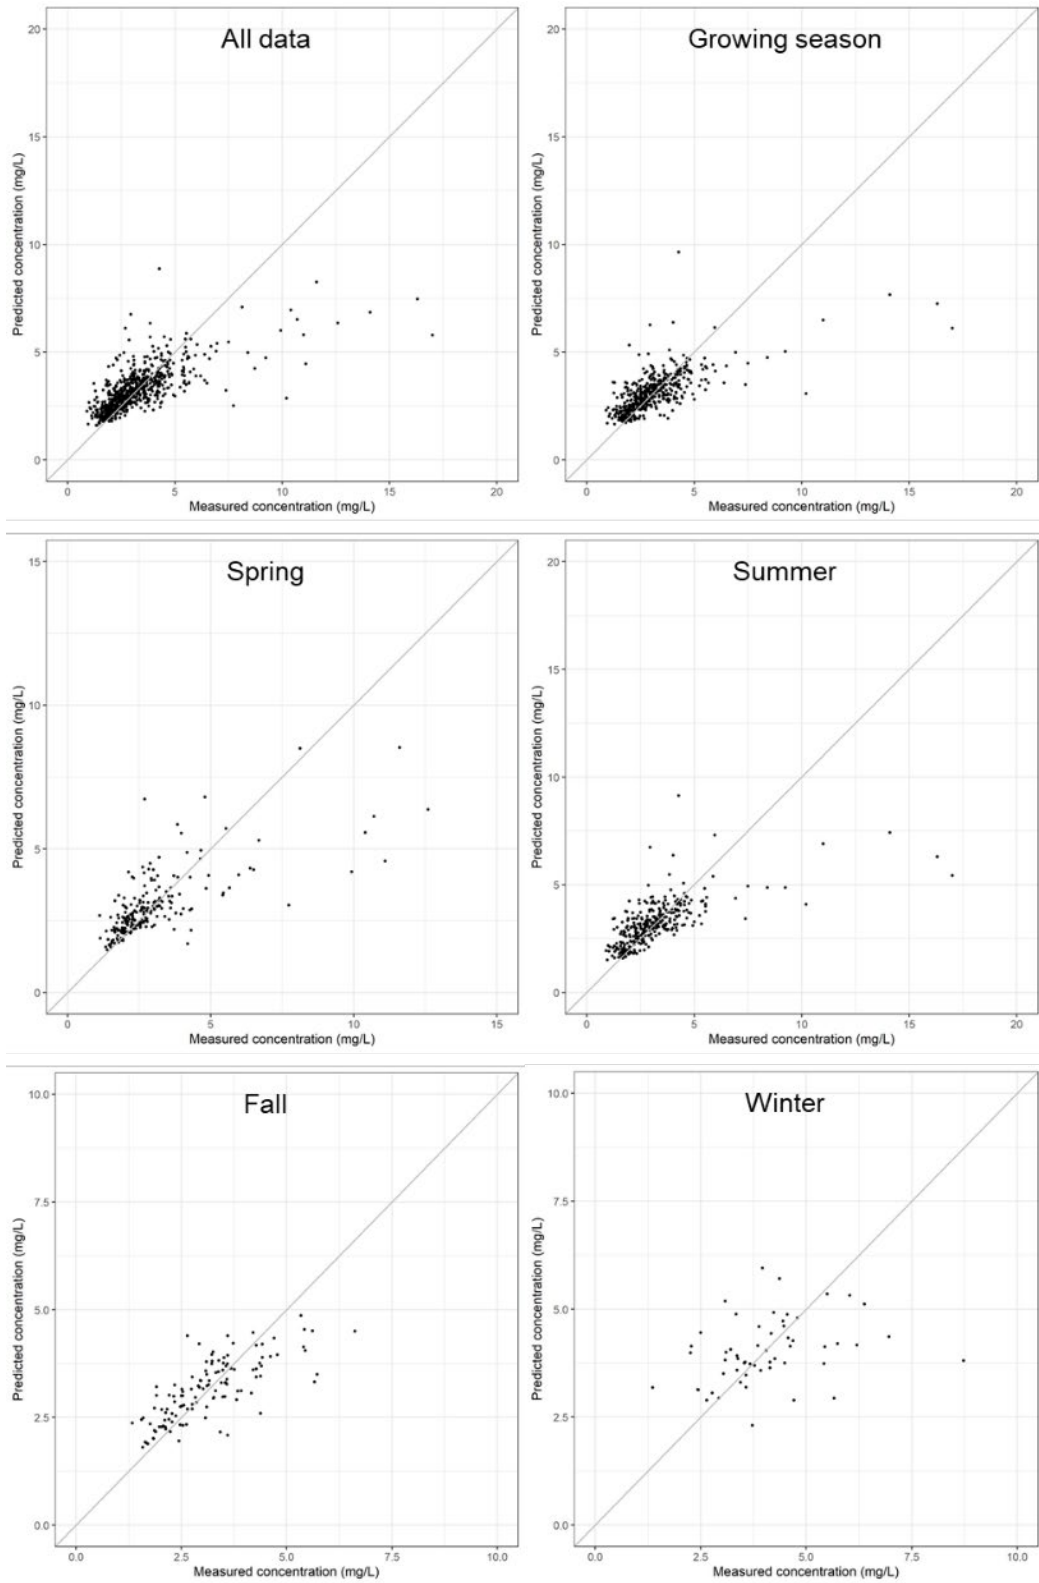 All data
20
15
10
5
0
Predicted concentration (mg/L)
0 5 10 15 20
Measured concentration (mg/L)
Growing season
20
15
10
5
0
Predicted concentration (mg/L)
0 5 10 15 20
Measured concentration (mg/L)
Spring
15
10
5
0
Predicted concentration (mg/L)
0 5 10 15
Measured concentration (mg/L)
Summer
20
15
10
5
0
Predicted concentration (mg/L)
0 5 10 15 20
Measured concentration (mg/L)
Fall
10.0
7.5
5.0
2.5
0.0
Predicted concentration (mg/L)
0.0 2.5 5.0 7.5 10.0
Measured concentration (mg/L)
Winter
10.0
7.5
5.0
2.5
0.0
Predicted concentration (mg/L)
0.0 2.5 5.0 7.5 10.0
Measured concentration (mg/L)